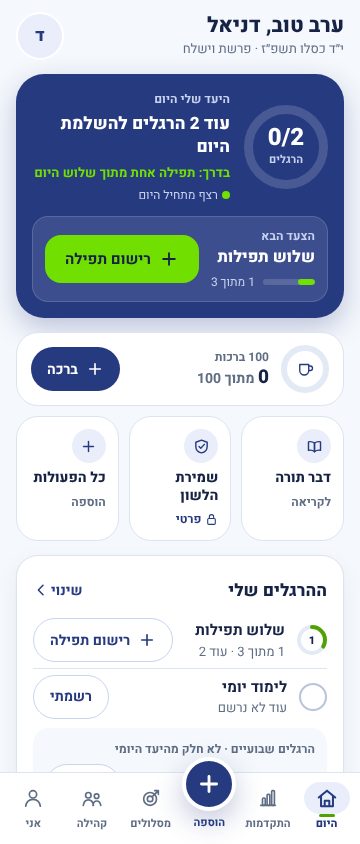 ערב טוב, דניאל
י״ד כסלו תשפ״ז · פרשת וישלח
ד
היעד שלי היום
עוד 2 הרגלים להשלמת
היום
בדרך: תפילה אחת מתוך שלוש היום
רצף מתחיל היום
0/2
הרגלים
הצעד הבא
שלוש תפילות
1 מתוך 3
רישום תפילה
100 ברכות
0 מתוך 100
ברכה
דבר תורה
לקריאה
שמירת
הלשון
פרטי
כל הפעולות
הוספה
ההרגלים שלי
שינוי
1
שלוש תפילות
1 מתוך 3 · עוד 2
רישום תפילה
לימוד יומי
עוד לא נרשם
רשמתי
הרגלים שבועיים · לא חלק מהיעד היומי
היום
התקדמות
הוספה
מסלולים
קהילה
אני